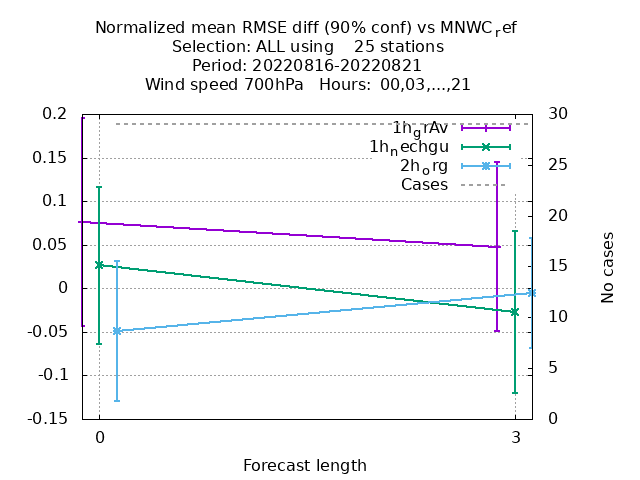 Normalized mean RMSE diff (90% conf) vs MNWC_ref
Selection: ALL using    25 stations
Period: 20220816-20220821
Wind speed 700hPa   Hours: 00,03,...,21
0.2
0.15
0.1
0.05
0
-0.05
-0.1
-0.15
1h_grAv
1h_nechgu
2h_org
Cases
30
25
20
15
10
5
0
No cases
0
3
Forecast length